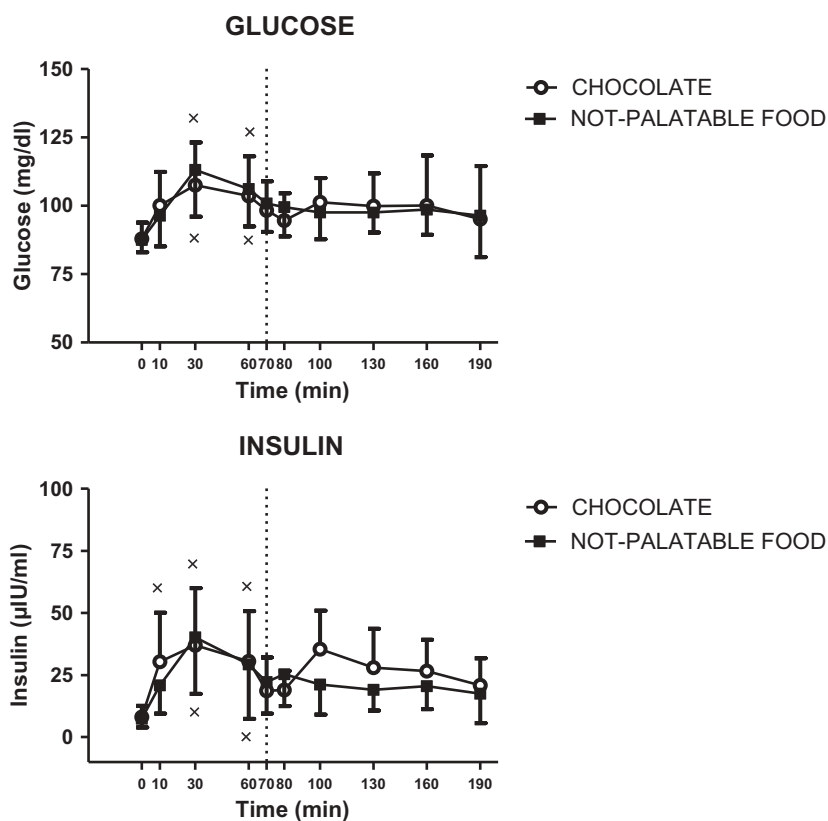 GLUCOSE
150
125
100
75
50
Glucose (mg/dl)
0 10 30 60 70 80 100 130 160 190
Time (min)
CHOCOLATE
NOT-PALATABLE FOOD
INSULIN
100
75
50
25
0
Insulin (µIU/ml)
0 10 30 60 70 80 100 130 160 190
Time (min)
CHOCOLATE
NOT-PALATABLE FOOD